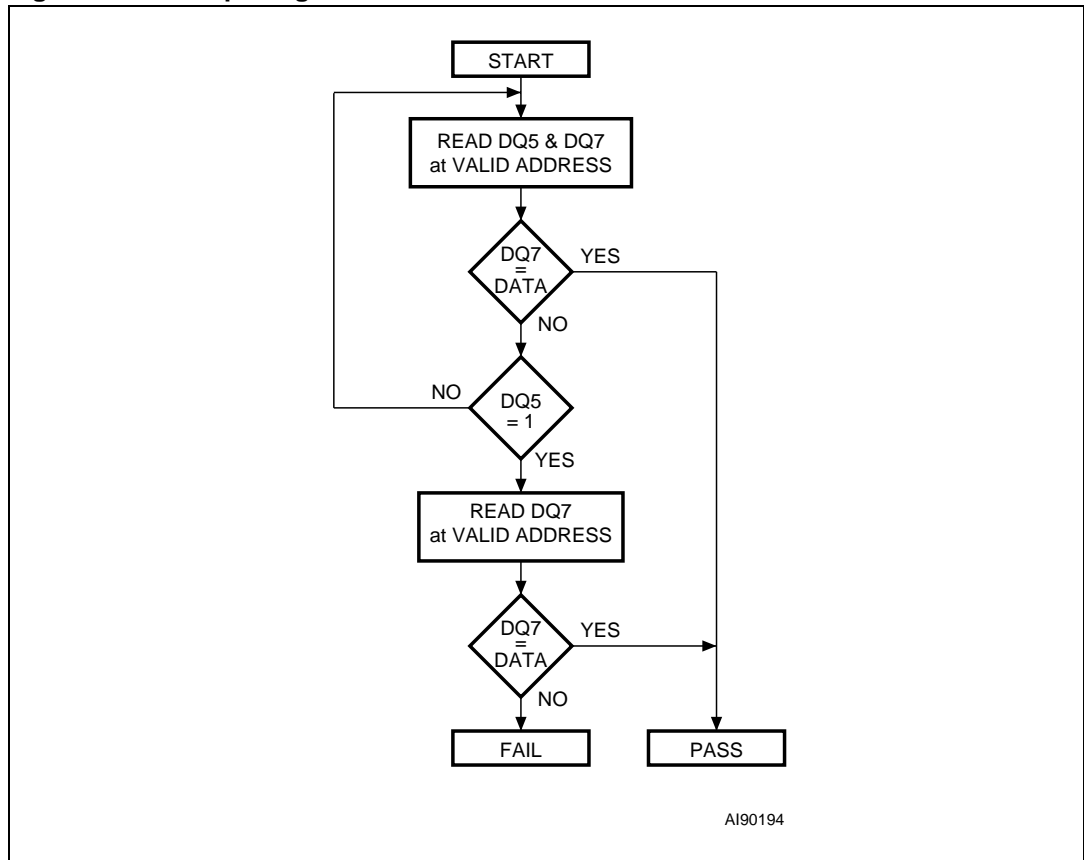 START
READ DQ5 & DQ7
at VALID ADDRESS
DQ7
=
DATA
YES
NO
DQ5
= 1
NO
YES
READ DQ7
at VALID ADDRESS
DQ7
=
DATA
YES
NO
FAIL
PASS
AI90194